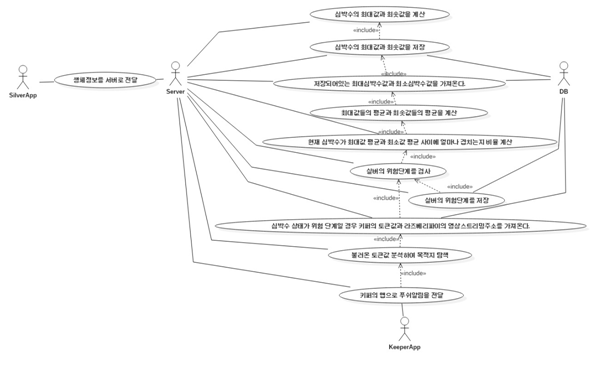 심박수의 최대값과 최솟값을 계산
«include»
심박수의 최대값과 최솟값을 저장
«include»
생체정보를 서버로 전달
저장되어있는 최대심박수값과 최소심박수값을 가져온다.
SilverApp
Server
DB
«include»
최대값들의 평균과 최솟값들의 평균을 계산
«include»
현재 심박수가 최대값 평균과 최소값 평균 사이에 얼마나 겹치는지 비율 계산
«include»
실버의 위험단계를 검사
«include»
«include»
실버의 위험단계를 저장
심박수 상태가 위험 단계일 경우 키퍼의 토큰값과 라즈베리파이의 영상스트리밍주소를 가져온다.
«include»
불러온 토큰값 분석하여 목적지 탐색
«include»
키퍼의 앱으로 푸쉬알림을 전달
KeeperApp